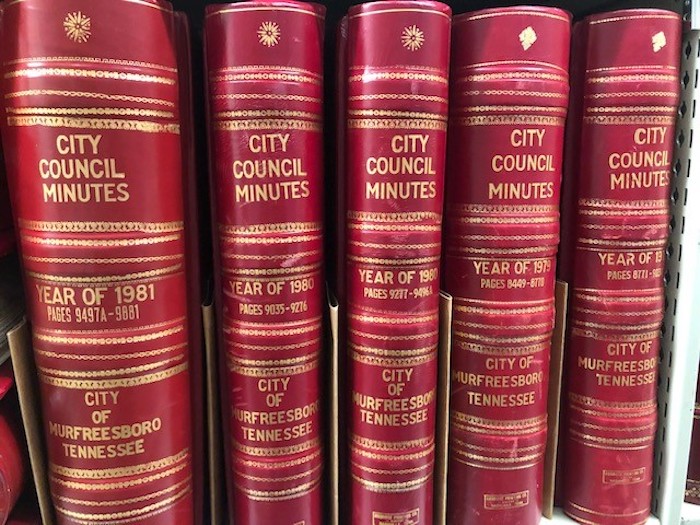 CITY
COUNCIL
MINUTES
YEAR OF 1981
PAGES 9497A-9881
CITY
OF
MURFREESBORO
TENNESSEE
CITY
COUNCIL
MINUTES
YEAR OF 1980
PAGES 9035-9276
CITY
OF
MURFREESBORO
TENNESSEE
CITY
COUNCIL
MINUTES
YEAR OF 1980
PAGES 9277-9496A
CITY
OF
MURFREESBORO
TENNESSEE
CITY
COUNCIL
MINUTES
YEAR OF 1979
PAGES 8449-8770
CITY
OF
MURFREESBORO
TENNESSEE
CITY
COUNCIL
MINUTES
YEAR OF
PAGES
CITY OF
MURFREESBORO
TENNESSEE